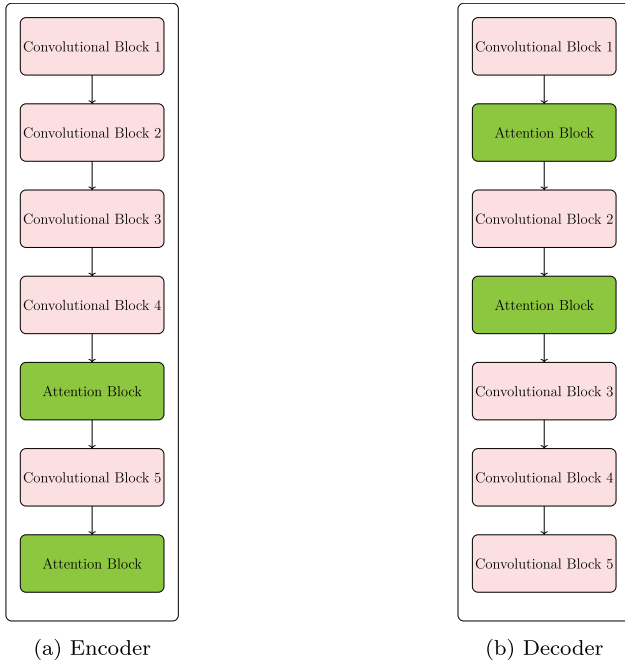 Convolutional Block 1
Convolutional Block 2
Convolutional Block 3
Convolutional Block 4
Attention Block
Convolutional Block 5
Attention Block
(a) Encoder
Convolutional Block 1
Attention Block
Convolutional Block 2
Attention Block
Convolutional Block 3
Convolutional Block 4
Convolutional Block 5
(b) Decoder